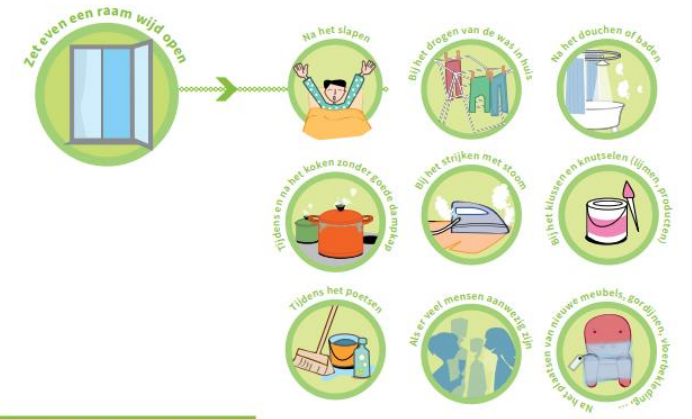 Zet even een raam wijd open
Na het slapen
Bij het drogen van de was in huis
Na het douchen of baden
Tijdens en na het koken zonder goede dampkap
Bij het strijken met stoom
Bij het klussen en knutselen (lijmen, producten)
Tijdens het poetsen
Als er veel mensen aanwezig zijn
Na het plaatsen van nieuwe meubels, gordijnen, vloerbekleding, ...